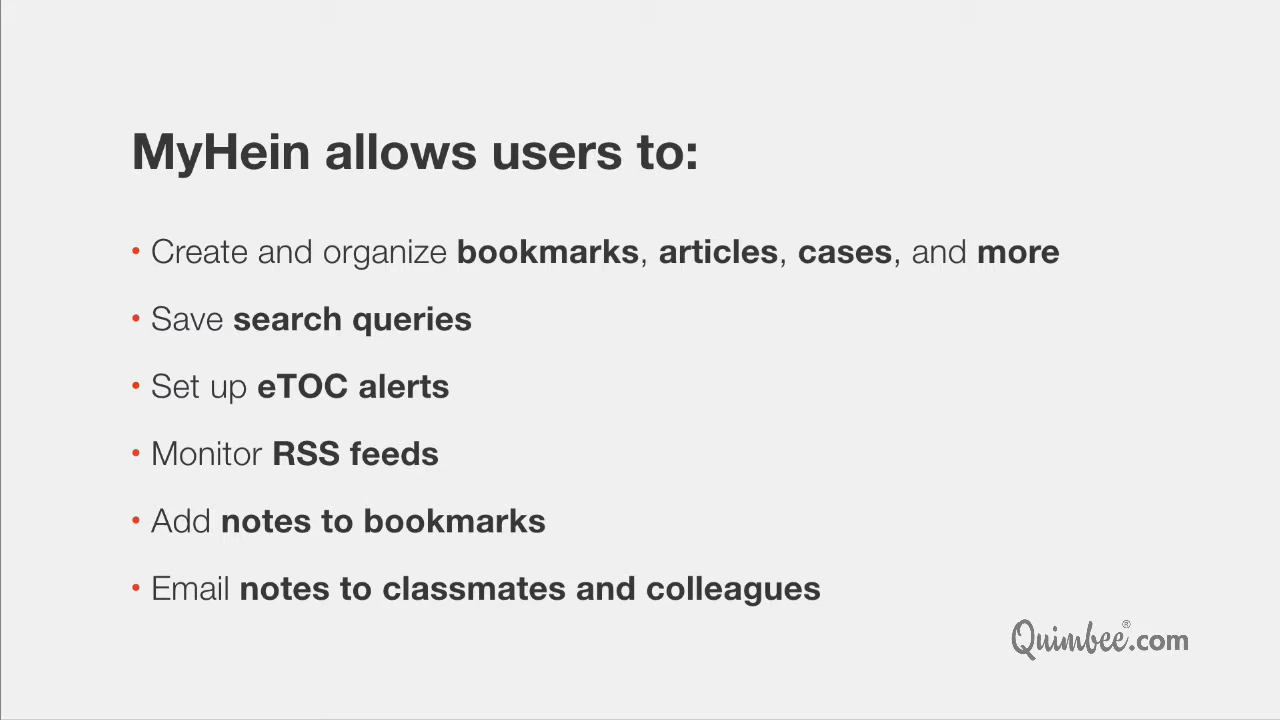 MyHein allows users to:
• Create and organize bookmarks, articles, cases, and more
• Save search queries
• Set up eTOC alerts
• Monitor RSS feeds
• Add notes to bookmarks
• Email notes to classmates and colleagues
Quimbee®.com